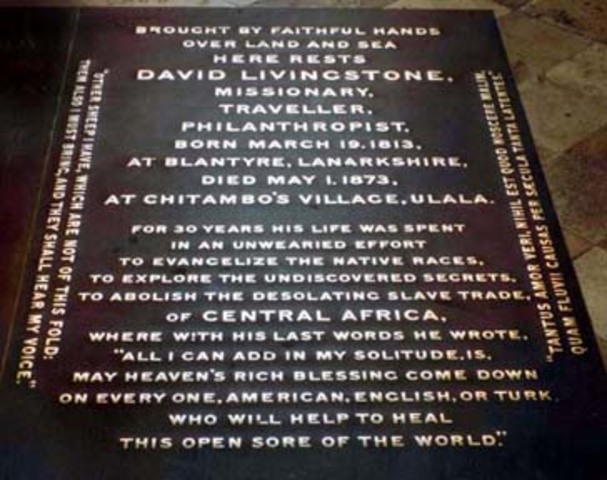 BROUGHT BY FAITHFUL HANDS
OVER LAND AND SEA
HERE RESTS
DAVID LIVINGSTONE,
MISSIONARY,
TRAVELLER,
PHILANTHROPIST,
BORN MARCH 19.1813,
AT BLANTYRE, LANARKSHIRE,
DIED MAY 1.1873,
AT CHITAMBO'S VILLAGE, ULALA.
FOR 30 YEARS HIS LIFE WAS SPENT
IN AN UNWEARIED EFFORT
TO EVANGELIZE THE NATIVE RACES,
TO EXPLORE THE UNDISCOVERED SECRETS,
TO ABOLISH THE DESOLATING SLAVE TRADE,
OF CENTRAL AFRICA,
WHERE WITH HIS LAST WORDS HE WROTE,
"ALL I CAN ADD IN MY SOLITUDE, IS,
MAY HEAVEN'S RICH BLESSING COME DOWN
ON EVERY ONE, AMERICAN, ENGLISH, OR TURK,
WHO WILL HELP TO HEAL
THIS OPEN SORE OF THE WORLD."
"OTHER SHEEP I HAVE, WHICH ARE NOT OF THIS FOLD:
THEM ALSO I MUST BRING, AND THEY SHALL HEAR MY VOICE."
"TANTUS AMOR VERI, NIHIL EST QUOD NOSCERE MALIM,
QUAM FLUVII CAUSAS PER SÆCULA TANTA LATENTES."